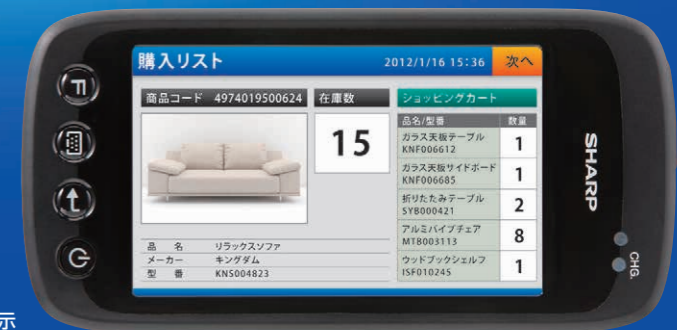 購入リスト
2012/1/16 15:36
次へ
商品コード 4974019500624
在庫数
15
品 名 リラックスソファ
メーカー キングダム
型 番 KNS004823
ショッピングカート
品名/型番 数量
ガラス天板テーブル
KNF006612
1
ガラス天板サイドボード
KNF006685
1
折りたたみテーブル
SYB000421
2
アルミパイプチェア
MT8003113
8
ウッドブックシェルフ
ISF010245
1
F
SHARP
CHG.
示